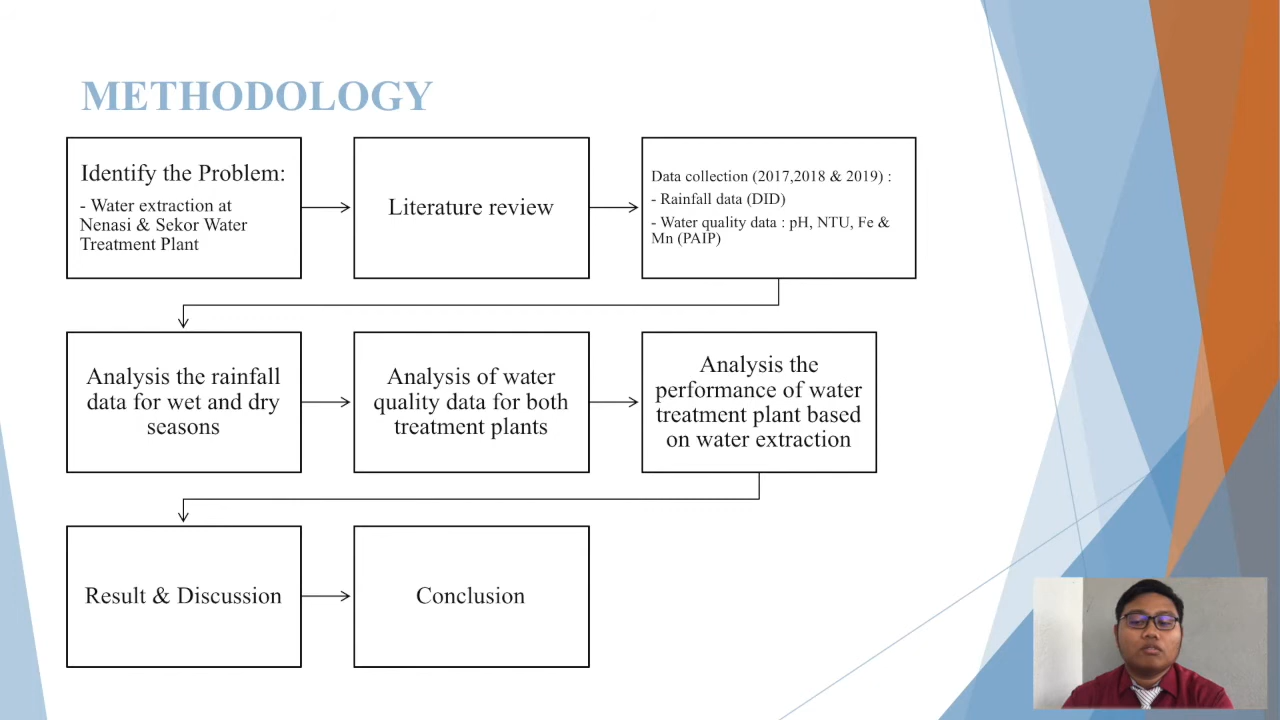 METHODOLOGY
Identify the Problem:
- Water extraction at
Nenasi & Sekor Water
Treatment Plant
Literature review
Data collection (2017,2018 & 2019) :
- Rainfall data (DID)
- Water quality data : pH, NTU, Fe &
Mn (PAIP)
Analysis the rainfall
data for wet and dry
seasons
Analysis of water
quality data for both
treatment plants
Analysis the
performance of water
treatment plant based
on water extraction
Result & Discussion
Conclusion